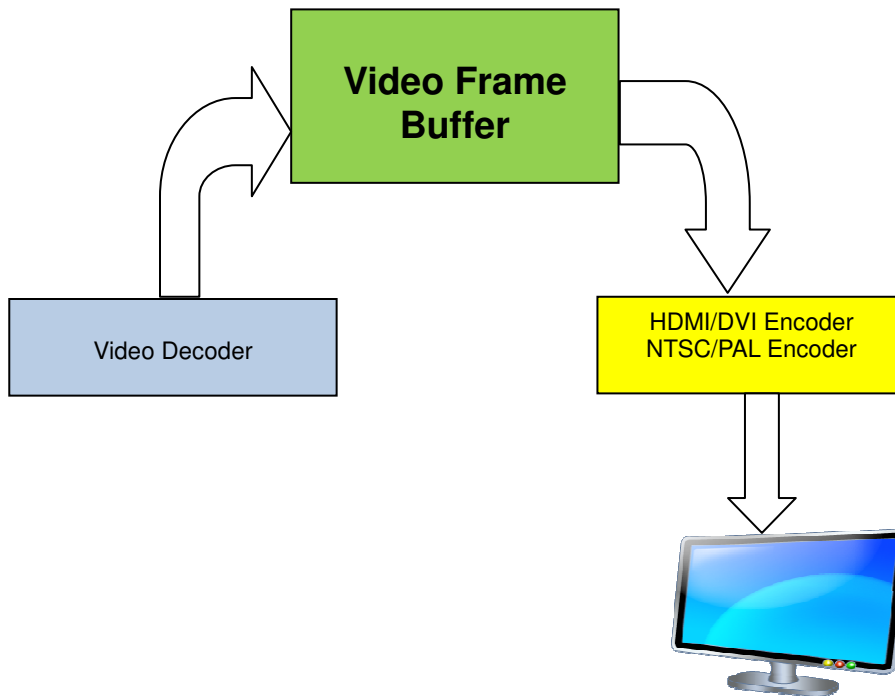 Video Frame
Buffer
Video Decoder
HDMI/DVI Encoder
NTSC/PAL Encoder